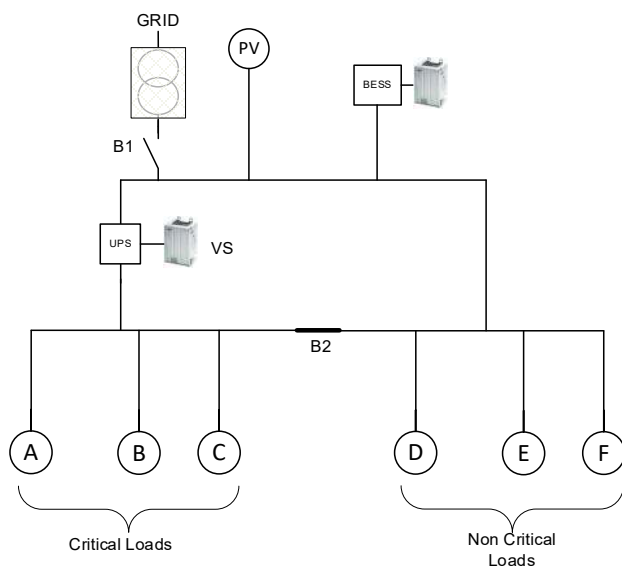 GRID
PV
BESS
B1
UPS
VS
B2
A
B
C
D
E
F
Critical Loads
Non Critical
Loads